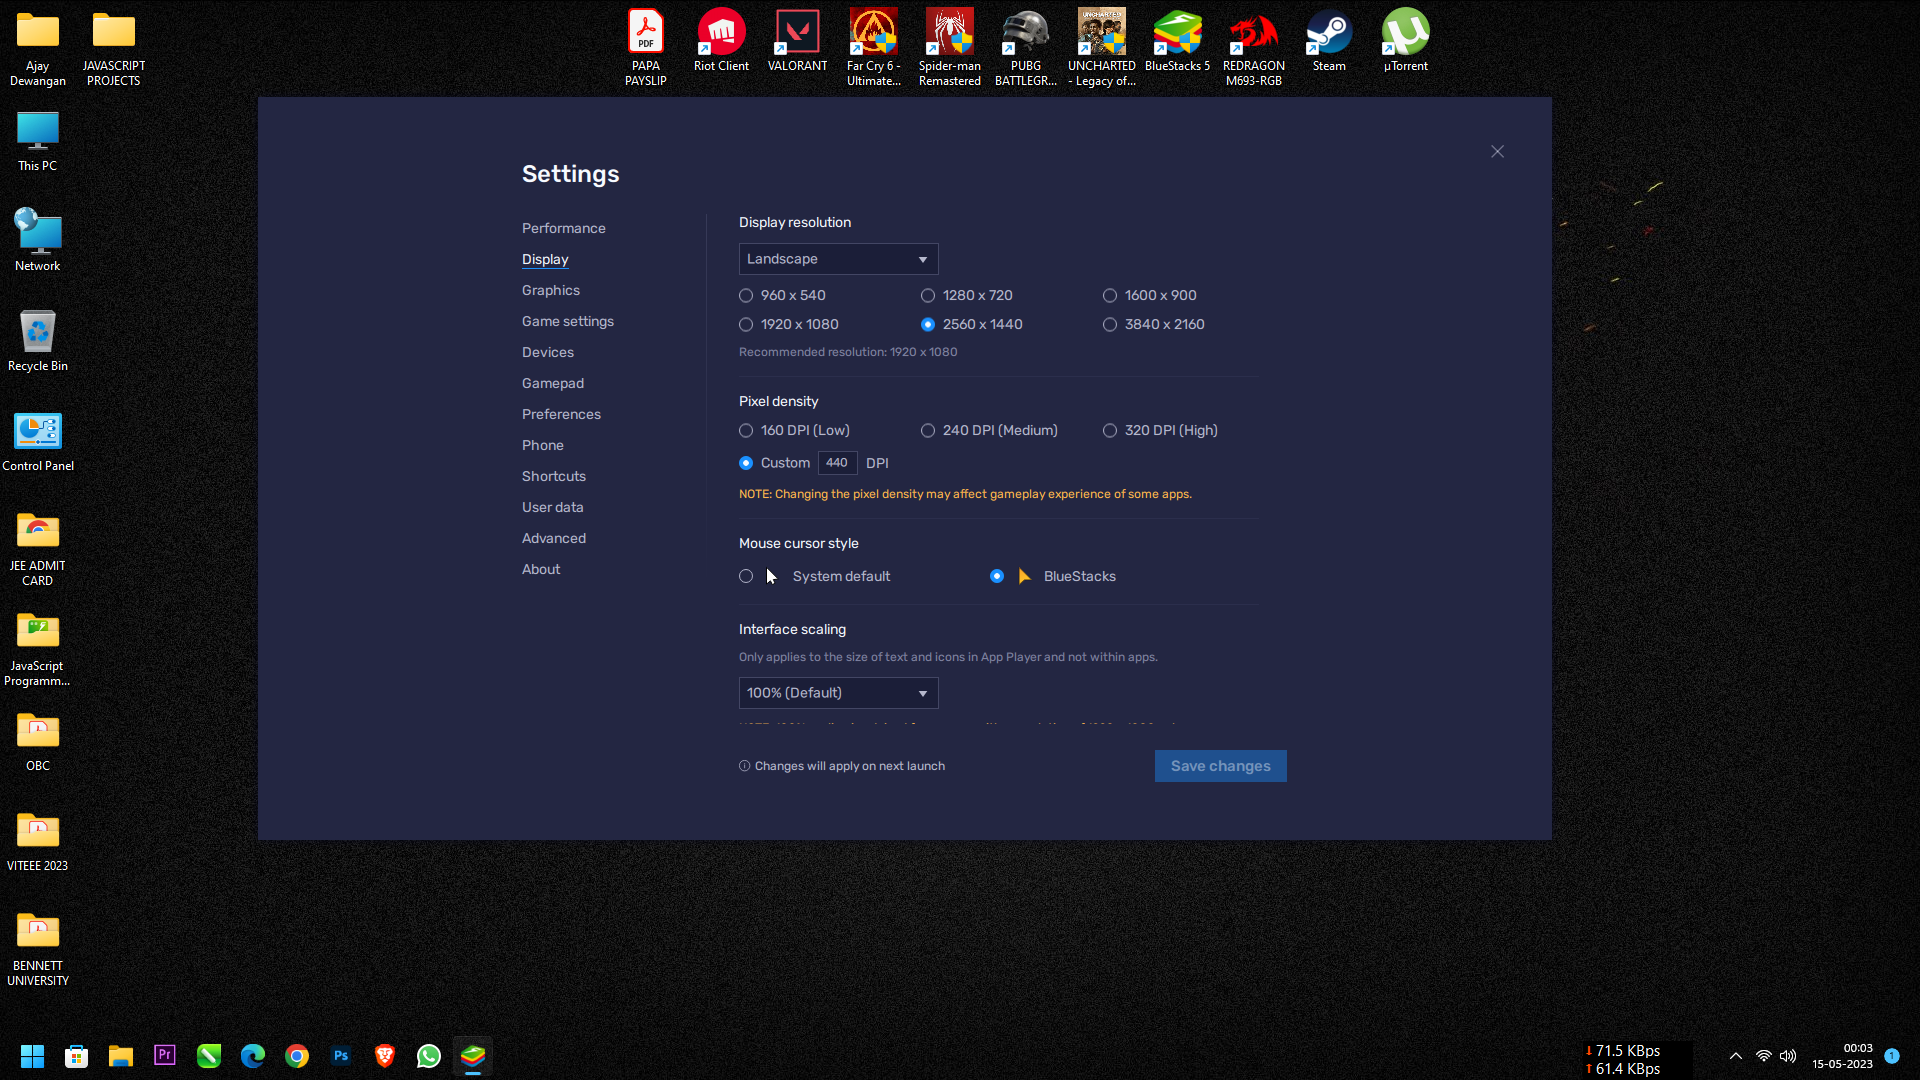 Ajay
Dewangan
JAVASCRIPT
PROJECTS
PDF
PAPA
PAYSLIP
Riot Client
VALORANT
Far Cry 6 -
Ultimate...
Spider-man
Remastered
PUBG
BATTLEGR...
UNCHARTED
UNCHARTED
- Legacy of...
BlueStacks 5
REDRAGON
M693-RGB
Steam
µTorrent
This PC
Network
Recycle Bin
Control Panel
JEE ADMIT
CARD
JavaScript
Programm...
OBC
VITEEE 2023
BENNETT
UNIVERSITY
Settings
Performance
Display
Graphics
Game settings
Devices
Gamepad
Preferences
Phone
Shortcuts
User data
Advanced
About
Display resolution
Landscape
960 x 540
1280 x 720
1600 x 900
1920 x 1080
2560 x 1440
3840 x 2160
Recommended resolution: 1920 x 1080
Pixel density
160 DPI (Low)
240 DPI (Medium)
320 DPI (High)
Custom 440 DPI
NOTE: Changing the pixel density may affect gameplay experience of some apps.
Mouse cursor style
System default
BlueStacks
Interface scaling
Only applies to the size of text and icons in App Player and not within apps.
100% (Default)
Changes will apply on next launch
Save changes
Pr
Ps
71.5 KBps
61.4 KBps
00:03
15-05-2023
1